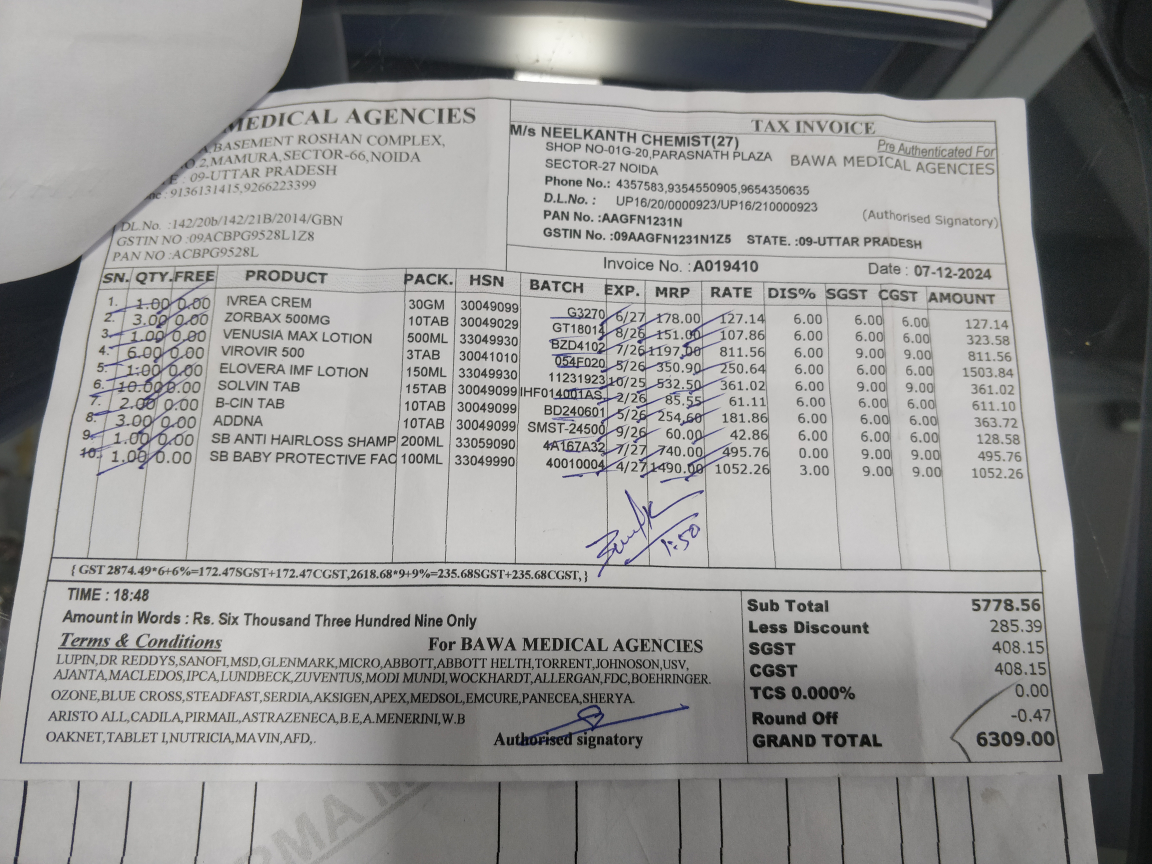 MEDICAL AGENCIES
BASEMENT ROSHAN COMPLEX,
2,MAMURA,SECTOR-66,NOIDA
: 09-UTTAR PRADESH
: 9136131415,9266223399
DL.No. :142/20b/142/21B/2014/GBN
GSTIN NO :09ACBPG9528L1Z8
PAN NO :ACBPG9528L
TAX INVOICE
M/s NEELKANTH CHEMIST(27)
SHOP NO-01G-20,PARASNATH PLAZA
SECTOR-27 NOIDA
Phone No.: 4357583,9354550905,9654350635
D.L.No. : UP16/20/0000923/UP16/210000923
PAN No. :AAGFN1231N
GSTIN No. :09AAGFN1231N1Z5 STATE. :09-UTTAR PRADESH
Pre Authenticated For
BAWA MEDICAL AGENCIES
(Authorised Signatory)
Invoice No. : A019410 Date : 07-12-2024
SN. QTY. FREE PRODUCT PACK. HSN BATCH EXP. MRP RATE DIS% SGST CGST AMOUNT
1. 1.00 0.00 IVREA CREM 30GM 30049099 G3270 6/27 178.00 127.14 6.00 6.00 6.00 127.14
2. 3.00 0.00 ZORBAX 500MG 10TAB 30049029 GT18014 8/26 151.00 107.86 6.00 6.00 6.00 323.58
3. 1.00 0.00 VENUSIA MAX LOTION 500ML 33049930 BZD4102 7/26 1197.00 811.56 6.00 9.00 9.00 811.56
4. 6.00 0.00 VIROVIR 500 3TAB 30041010 054F020 5/26 350.90 250.64 6.00 6.00 6.00 1503.84
5. 1.00 0.00 ELOVERA IMF LOTION 150ML 33049930 11231923 10/25 532.50 361.02 6.00 9.00 9.00 361.02
6. 10.00 0.00 SOLVIN TAB 15TAB 30049099 IHF014001AS 2/26 85.55 61.11 6.00 6.00 6.00 611.10
7. 2.00 0.00 B-CIN TAB 10TAB 30049099 BD240601 5/26 254.60 181.86 6.00 6.00 6.00 363.72
8. 3.00 0.00 ADDNA 10TAB 30049099 SMST-24500 9/26 60.00 42.86 6.00 6.00 6.00 128.58
9. 1.00 0.00 SB ANTI HAIRLOSS SHAMP 200ML 33059090 4A167A32 7/27 740.00 495.76 0.00 9.00 9.00 495.76
10. 1.00 0.00 SB BABY PROTECTIVE FAC 100ML 33049990 40010004 4/27 1490.00 1052.26 3.00 9.00 9.00 1052.26
1:50
{ GST 2874.49*6+6%=172.47SGST+172.47CGST,2618.68*9+9%=235.68SGST+235.68CGST, }
TIME : 18:48
Amount in Words : Rs. Six Thousand Three Hundred Nine Only
Terms & Conditions For BAWA MEDICAL AGENCIES
LUPIN,DR REDDYS,SANOFI,MSD,GLENMARK,MICRO,ABBOTT,ABBOTT HELTH,TORRENT,JOHNOSON,USV,
AJANTA,MACLEDOS,IPCA,LUNDBECK,ZUVENTUS,MODI MUNDI,WOCKHARDT,ALLERGAN,FDC,BOEHRINGER.
OZONE,BLUE CROSS,STEADFAST,SERDIA,AKSIGEN,APEX,MEDSOL,EMCURE,PANECEA,SHERYA.
ARISTO ALL,CADILA,PIRMAIL,ASTRAZENECA,B.E,A.MENERINI,W.B
OAKNET,TABLET I,NUTRICIA,MAVIN,AFD,.
Authorised signatory
Sub Total 5778.56
Less Discount 285.39
SGST 408.15
CGST 408.15
TCS 0.000% 0.00
Round Off -0.47
GRAND TOTAL 6309.00